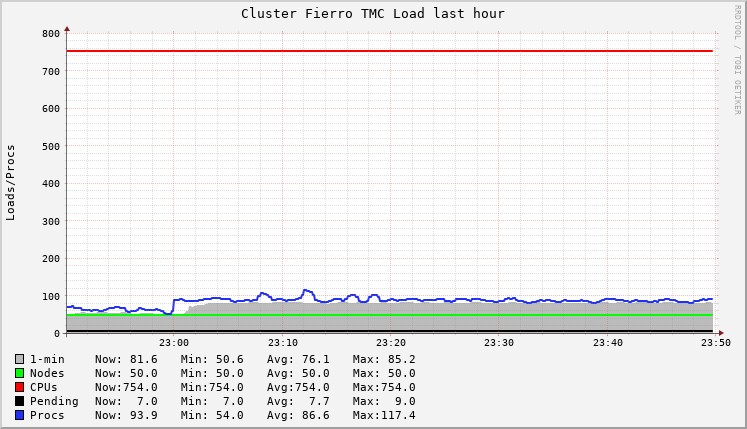 Cluster Fierro TMC Load last hour
RRDTOOL / TOBI OETIKER
Loads/Procs
800
700
600
500
400
300
200
100
0
23:00 23:10 23:20 23:30 23:40 23:50
1-min Now: 81.6 Min: 50.6 Avg: 76.1 Max: 85.2
Nodes Now: 50.0 Min: 50.0 Avg: 50.0 Max: 50.0
CPUs Now:754.0 Min:754.0 Avg:754.0 Max:754.0
Pending Now: 7.0 Min: 7.0 Avg: 7.7 Max: 9.0
Procs Now: 93.9 Min: 54.0 Avg: 86.6 Max:117.4